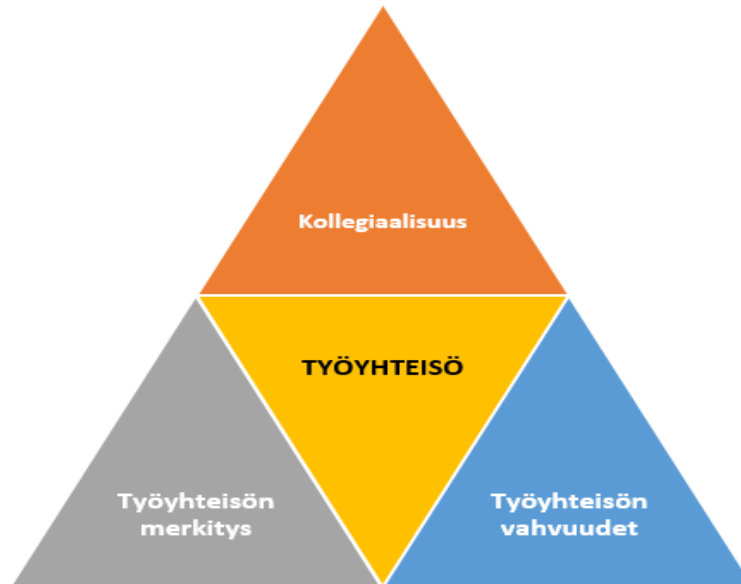 Kollegiaalisuus
TYÖYHTEISÖ
Työyhteisön
merkitys
Työyhteisön
vahvuudet